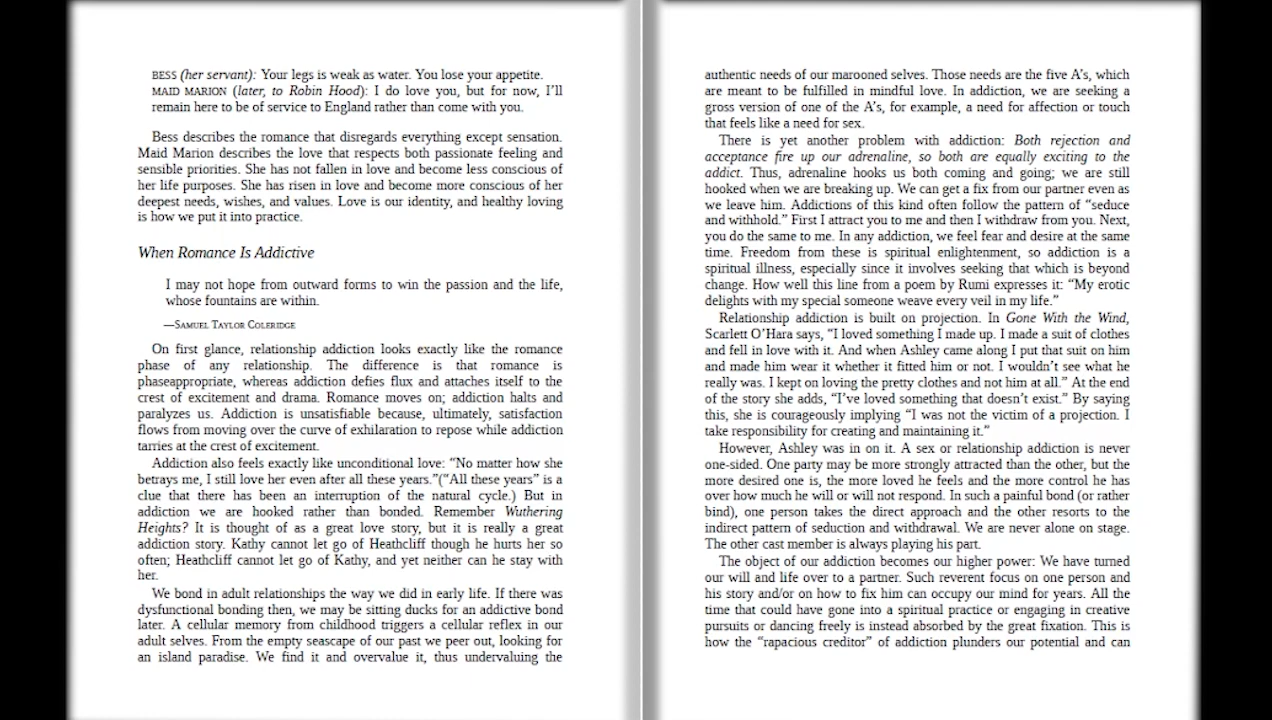 BESS (her servant): Your legs is weak as water. You lose your appetite.
MAID MARION (later, to Robin Hood): I do love you, but for now, I’ll
remain here to be of service to England rather than come with you.
Bess describes the romance that disregards everything except sensation.
Maid Marion describes the love that respects both passionate feeling and
sensible priorities. She has not fallen in love and become less conscious of
her life purposes. She has risen in love and become more conscious of her
deepest needs, wishes, and values. Love is our identity, and healthy loving
is how we put it into practice.
When Romance Is Addictive
I may not hope from outward forms to win the passion and the life,
whose fountains are within.
—SAMUEL TAYLOR COLERIDGE
On first glance, relationship addiction looks exactly like the romance
phase of any relationship. The difference is that romance is
phaseappropriate, whereas addiction defies flux and attaches itself to the
crest of excitement and drama. Romance moves on; addiction halts and
paralyzes us. Addiction is unsatisfiable because, ultimately, satisfaction
flows from moving over the curve of exhilaration to repose while addiction
tarries at the crest of excitement.
Addiction also feels exactly like unconditional love: “No matter how she
betrays me, I still love her even after all these years.”(“All these years” is a
clue that there has been an interruption of the natural cycle.) But in
addiction we are hooked rather than bonded. Remember Wuthering
Heights? It is thought of as a great love story, but it is really a great
addiction story. Kathy cannot let go of Heathcliff though he hurts her so
often; Heathcliff cannot let go of Kathy, and yet neither can he stay with
her.
We bond in adult relationships the way we did in early life. If there was
dysfunctional bonding then, we may be sitting ducks for an addictive bond
later. A cellular memory from childhood triggers a cellular reflex in our
adult selves. From the empty seascape of our past we peer out, looking for
an island paradise. We find it and overvalue it, thus undervaluing the
authentic needs of our marooned selves. Those needs are the five A’s, which
are meant to be fulfilled in mindful love. In addiction, we are seeking a
gross version of one of the A’s, for example, a need for affection or touch
that feels like a need for sex.
There is yet another problem with addiction: Both rejection and
acceptance fire up our adrenaline, so both are equally exciting to the
addict. Thus, adrenaline hooks us both coming and going; we are still
hooked when we are breaking up. We can get a fix from our partner even as
we leave him. Addictions of this kind often follow the pattern of “seduce
and withhold.” First I attract you to me and then I withdraw from you. Next,
you do the same to me. In any addiction, we feel fear and desire at the same
time. Freedom from these is spiritual enlightenment, so addiction is a
spiritual illness, especially since it involves seeking that which is beyond
change. How well this line from a poem by Rumi expresses it: “My erotic
delights with my special someone weave every veil in my life.”
Relationship addiction is built on projection. In Gone With the Wind,
Scarlett O’Hara says, “I loved something I made up. I made a suit of clothes
and fell in love with it. And when Ashley came along I put that suit on him
and made him wear it whether it fitted him or not. I wouldn’t see what he
really was. I kept on loving the pretty clothes and not him at all.” At the end
of the story she adds, “I’ve loved something that doesn’t exist.” By saying
this, she is courageously implying “I was not the victim of a projection. I
take responsibility for creating and maintaining it.”
However, Ashley was in on it. A sex or relationship addiction is never
one-sided. One party may be more strongly attracted than the other, but the
more desired one is, the more loved he feels and the more control he has
over how much he will or will not respond. In such a painful bond (or rather
bind), one person takes the direct approach and the other resorts to the
indirect pattern of seduction and withdrawal. We are never alone on stage.
The other cast member is always playing his part.
The object of our addiction becomes our higher power: We have turned
our will and life over to a partner. Such reverent focus on one person and
his story and/or on how to fix him can occupy our mind for years. All the
time that could have gone into a spiritual practice or engaging in creative
pursuits or dancing freely is instead absorbed by the great fixation. This is
how the “rapacious creditor” of addiction plunders our potential and can